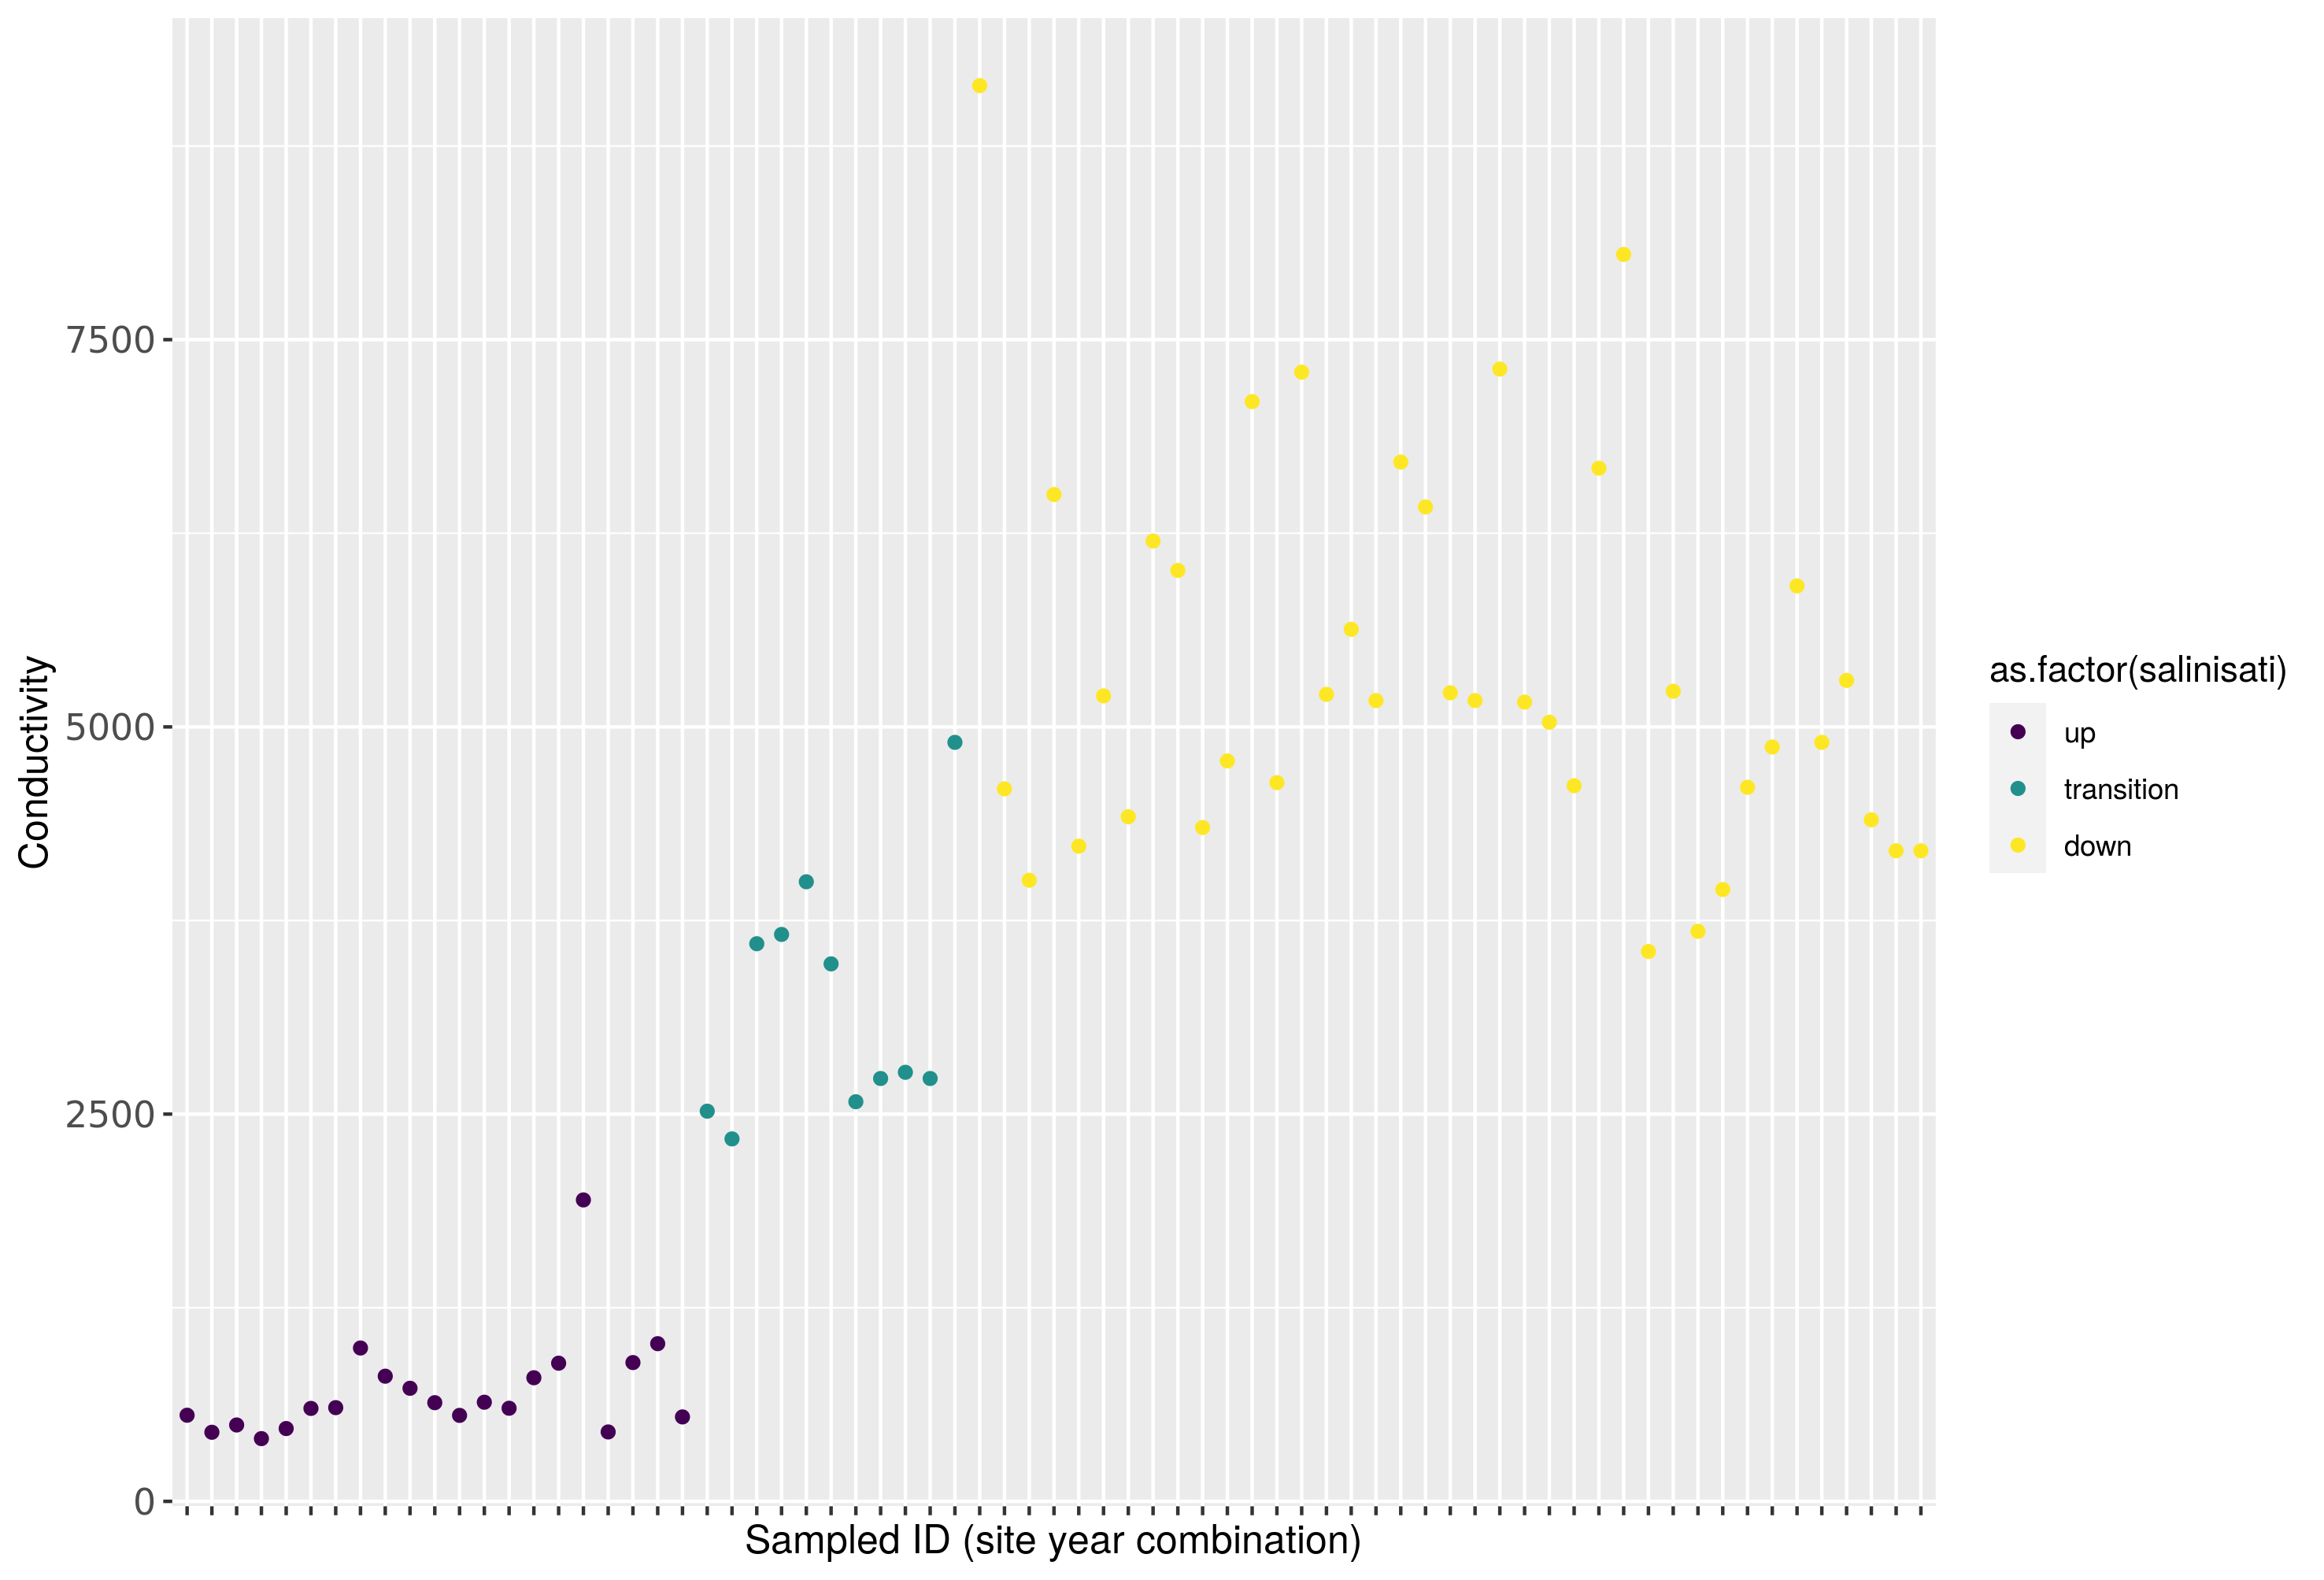 7500
5000
2500
0
Conductivity
Sampled ID (site year combination)
as.factor(salinisati)
up
transition
down